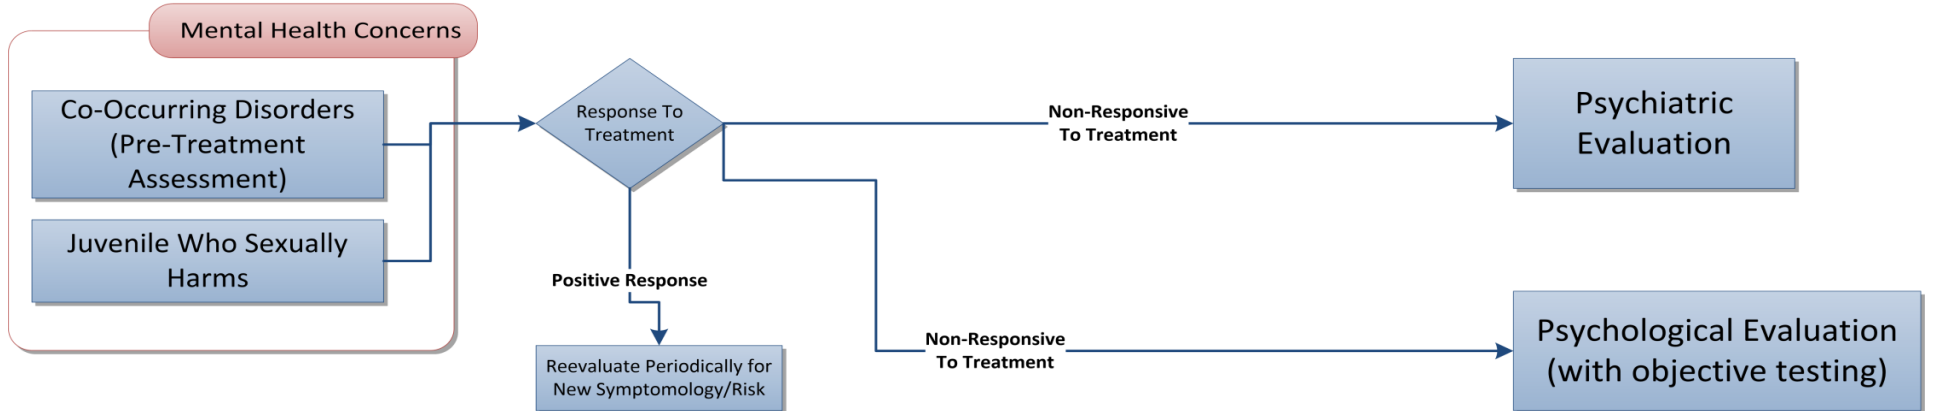 Mental Health Concerns
Co-Occurring Disorders
(Pre-Treatment
Assessment)
Juvenile Who Sexually
Harms
Response To
Treatment
Positive Response
Reevaluate Periodically for
New Symptomology/Risk
Non-Responsive
To Treatment
Psychiatric
Evaluation
Non-Responsive
To Treatment
Psychological Evaluation
(with objective testing)